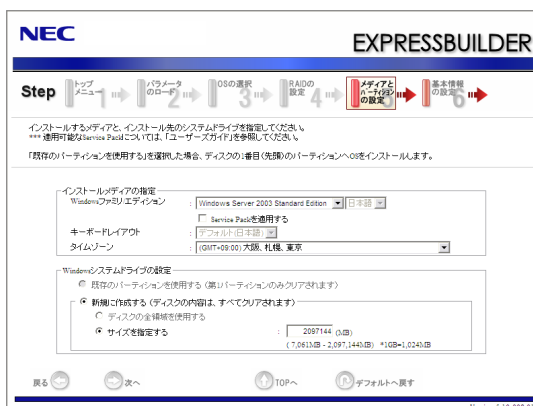 NEC
EXPRESSBUILDER
Step トップメニュー 1 パラメータのロード 2 OSの選択 3 RAIDの設定 4 メディアとパーティションの設定 5 基本情報の設定 6
インストールするメディアと、インストール先のシステムドライブを指定してください。
*** 適用可能なService Packについては、「ユーザーズガイド」を参照してください。
「既存のパーティションを使用する」を選択した場合、ディスクの1番目(先頭)のパーティションへOSをインストールします。
インストールメディアの指定
Windowsファミリ/エディション : Windows Server 2003 Standard Edition 日本語
Service Packを適用する
キーボードレイアウト : デフォルト(日本語)
タイムゾーン : (GMT+09:00) 大阪、札幌、東京
Windowsシステムドライブの設定
既存のパーティションを使用する (第1パーティションのみクリアされます)
新規に作成する (ディスクの内容は、すべてクリアされます)
ディスクの全領域を使用する
サイズを指定する : 2097144 (MB)
( 7,061MB - 2,097,144MB) *1GB=1,024MB
戻る 次へ TOPへ デフォルトへ戻す